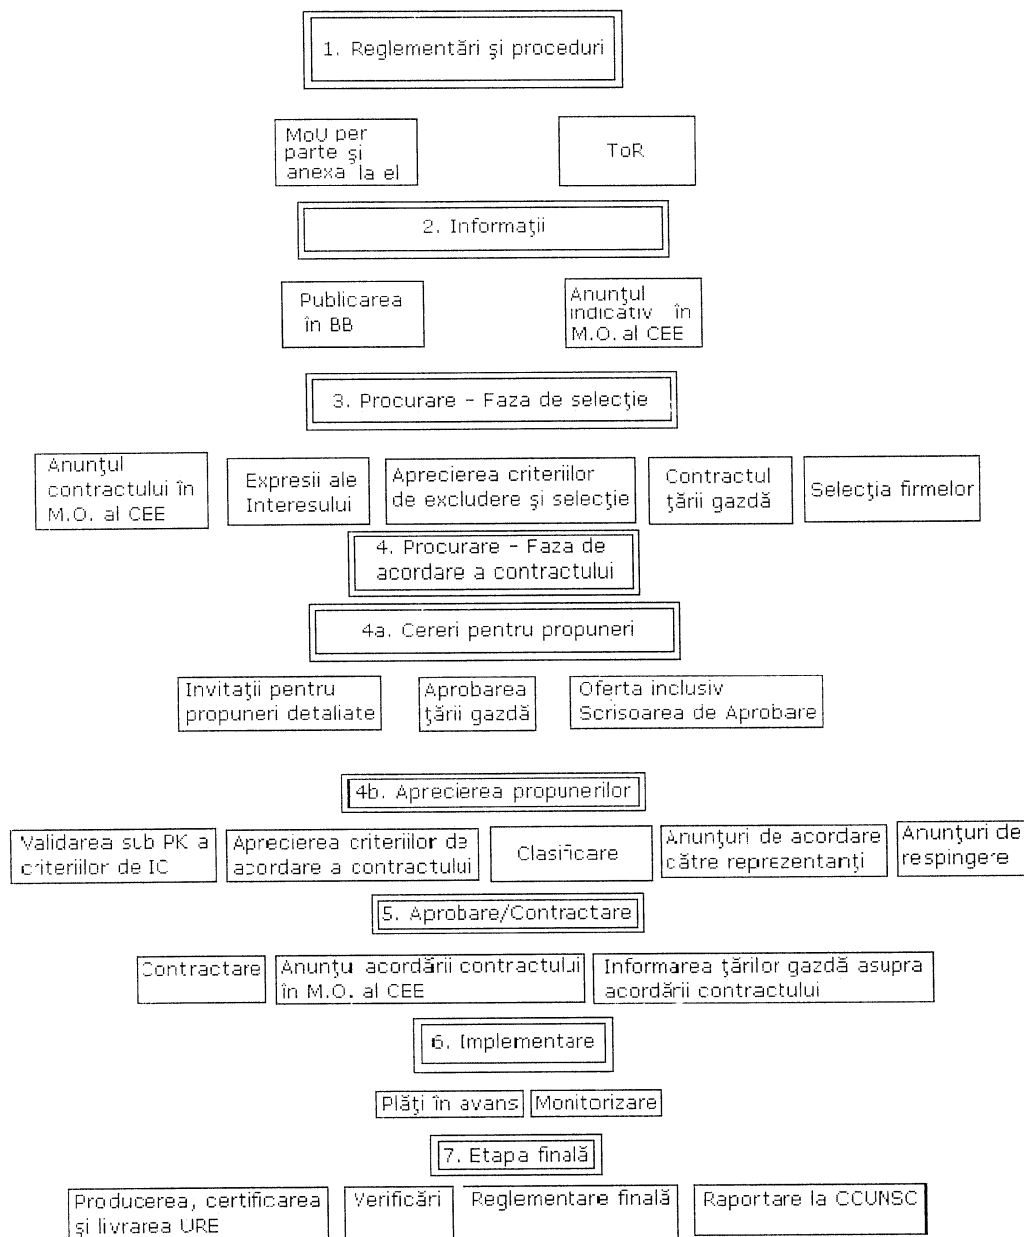 1. Reglementări şi proceduri
MoU per
parte şi
anexa la el
ToR
2. Informaţii
Publicarea
în BB
Anunţul
indicativ în
M.O. al CEE
3. Procurare - Faza de selecţie
Anunţul
contractului în
M.O. al CEE
Expresii ale
Interesului
Aprecierea criteriilor
de excludere şi selecţie
Contractul
ţării gazdă
Selecţia firmelor
4. Procurare - Faza de
acordare a contractului
4a. Cereri pentru propuneri
Invitaţii pentru
propuneri detaliate
Aprobarea
ţării gazdă
Oferta inclusiv
Scrisoarea de Aprobare
4b. Aprecierea propunerilor
Validarea sub PK a
criteriilor de IC
Aprecierea criteriilor de
acordare a contractului
Clasificare
Anunţuri de acordare
către reprezentanţi
Anunţuri de
respingere
5. Aprobare/Contractare
Contractare
Anunţu acordării contractului
în M.O. al CEE
Informarea ţărilor gazdă asupra
acordării contractului
6. Implementare
Plăţi în avans
Monitorizare
7. Etapa finală
Producerea, certificarea
şi livrarea URE
Verificări
Reglementare finală
Raportare la CCUNSC